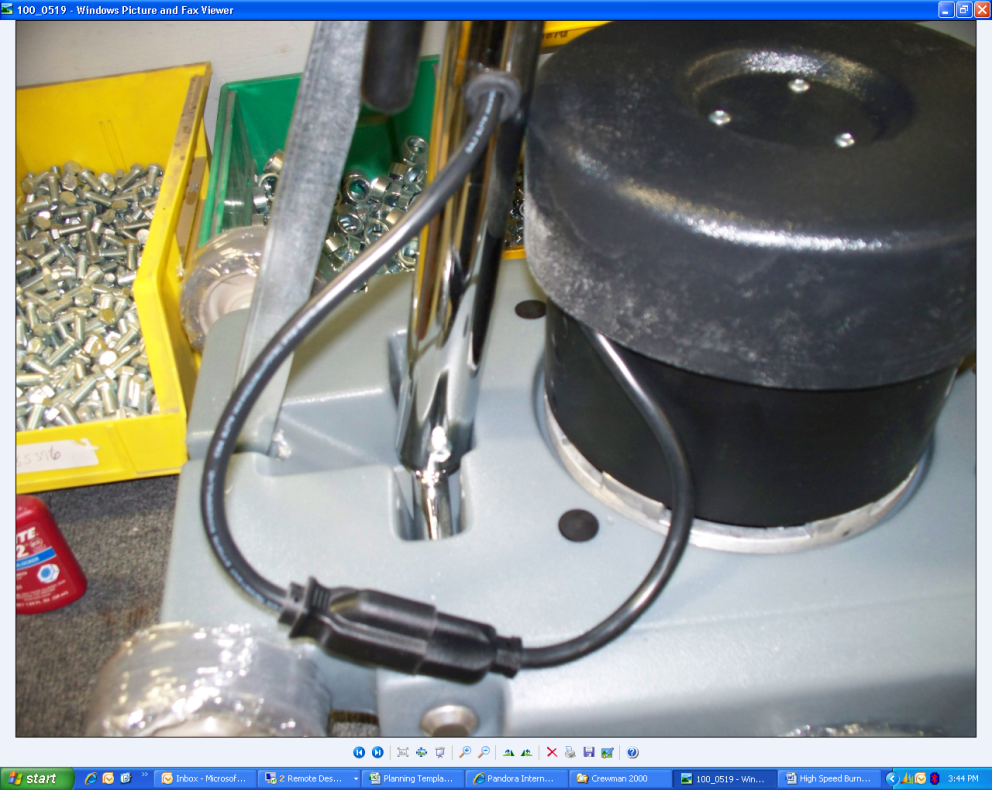 100_0519 - Windows Picture and Fax Viewer
start
Inbox - Microsof...
2 Remote Des...
Planning Templa...
Pandora Intern...
Crewman 2000
100_0519 - Win...
High Speed Burn...
3:44 PM